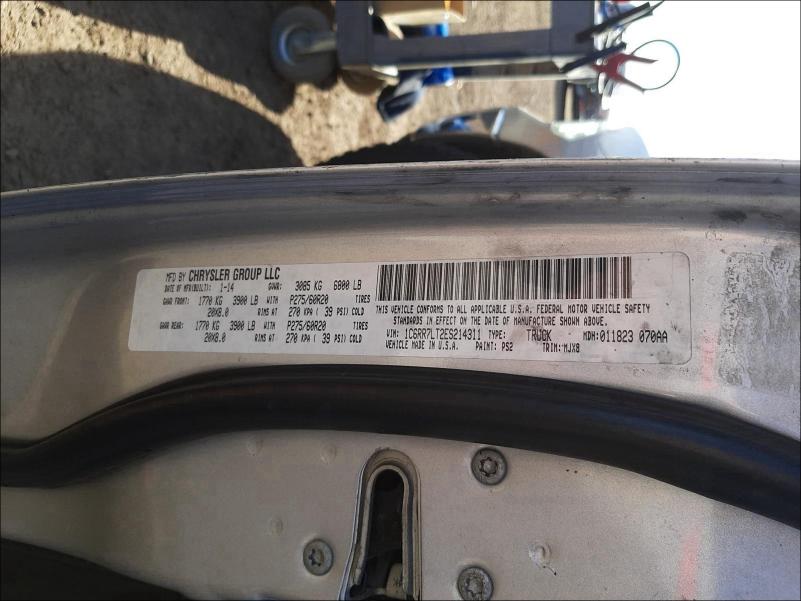 MFD BY CHRYSLER GROUP LLC
DATE OF MFR(BUILT): 1-14 GVWR: 3085 KG 6800 LB
GAWR FRONT: 1770 KG 3900 LB WITH P275/60R20 TIRES
20X8.0 RIMS AT 270 KPA ( 39 PSI) COLD
GAWR REAR: 1770 KG 3900 LB WITH P275/60R20 TIRES
20X8.0 RIMS AT 270 KPA ( 39 PSI) COLD
THIS VEHICLE CONFORMS TO ALL APPLICABLE U.S.A. FEDERAL MOTOR VEHICLE SAFETY
STANDARDS IN EFFECT ON THE DATE OF MANUFACTURE SHOWN ABOVE.
VIN: 1C6RR7LT2ES214311 TYPE: TRUCK MDH:011823 070AA
VEHICLE MADE IN U.S.A. PAINT: PS2 TRIM:*MJX8